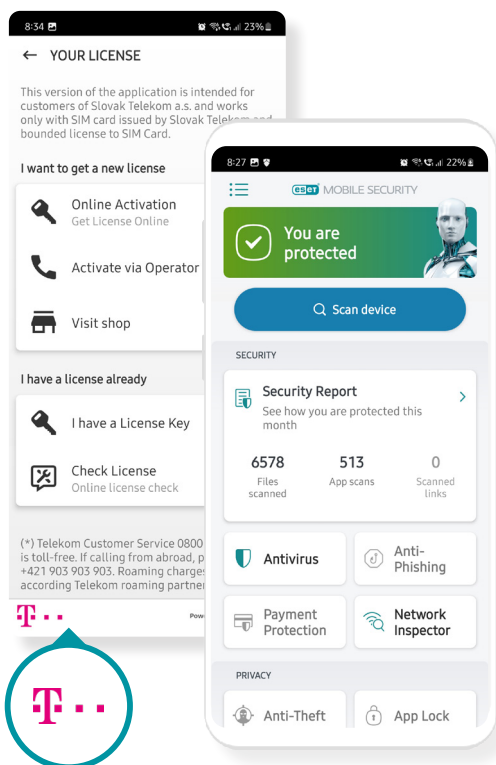 8:34
23%
YOUR LICENSE
This version of the application is intended for
customers of Slovak Telekom a.s. and works
only with SIM card issued by Slovak Telekom and
bounded license to SIM Card.
I want to get a new license
Online Activation
Get License Online
Activate via Operator
Visit shop
I have a license already
I have a License Key
Check License
Online license check
(*) Telekom Customer Service 0800
is toll-free. If calling from abroad, p
+421 903 903 903. Roaming charges
according Telekom roaming partner
T
Pow
T
8:27
22%
eset MOBILE SECURITY
You are
protected
Scan device
SECURITY
Security Report
See how you are protected this
month
6578
Files
scanned
513
App scans
0
Scanned
links
Antivirus
Anti-
Phishing
Payment
Protection
Network
Inspector
PRIVACY
Anti-Theft
App Lock